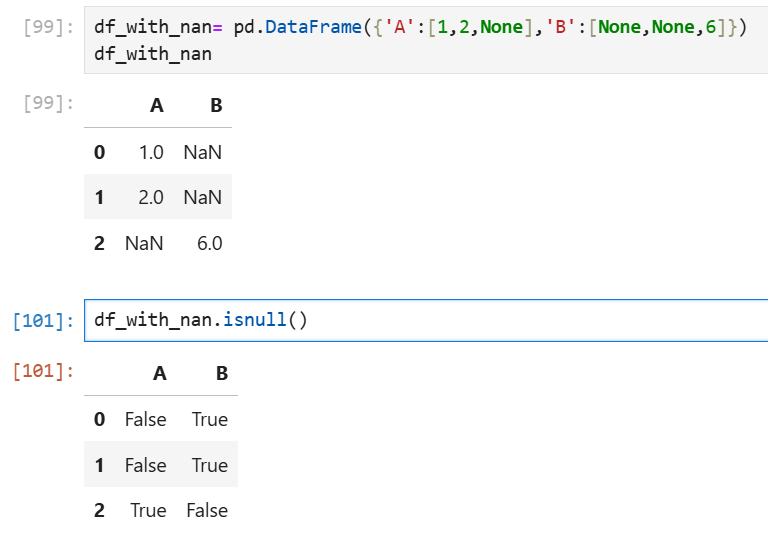 [99]: df_with_nan= pd.DataFrame({'A':[1,2,None],'B':[None,None,6]})
df_with_nan
[99]: A B
0 1.0 NaN
1 2.0 NaN
2 NaN 6.0
[101]: df_with_nan.isnull()
[101]: A B
0 False True
1 False True
2 True False